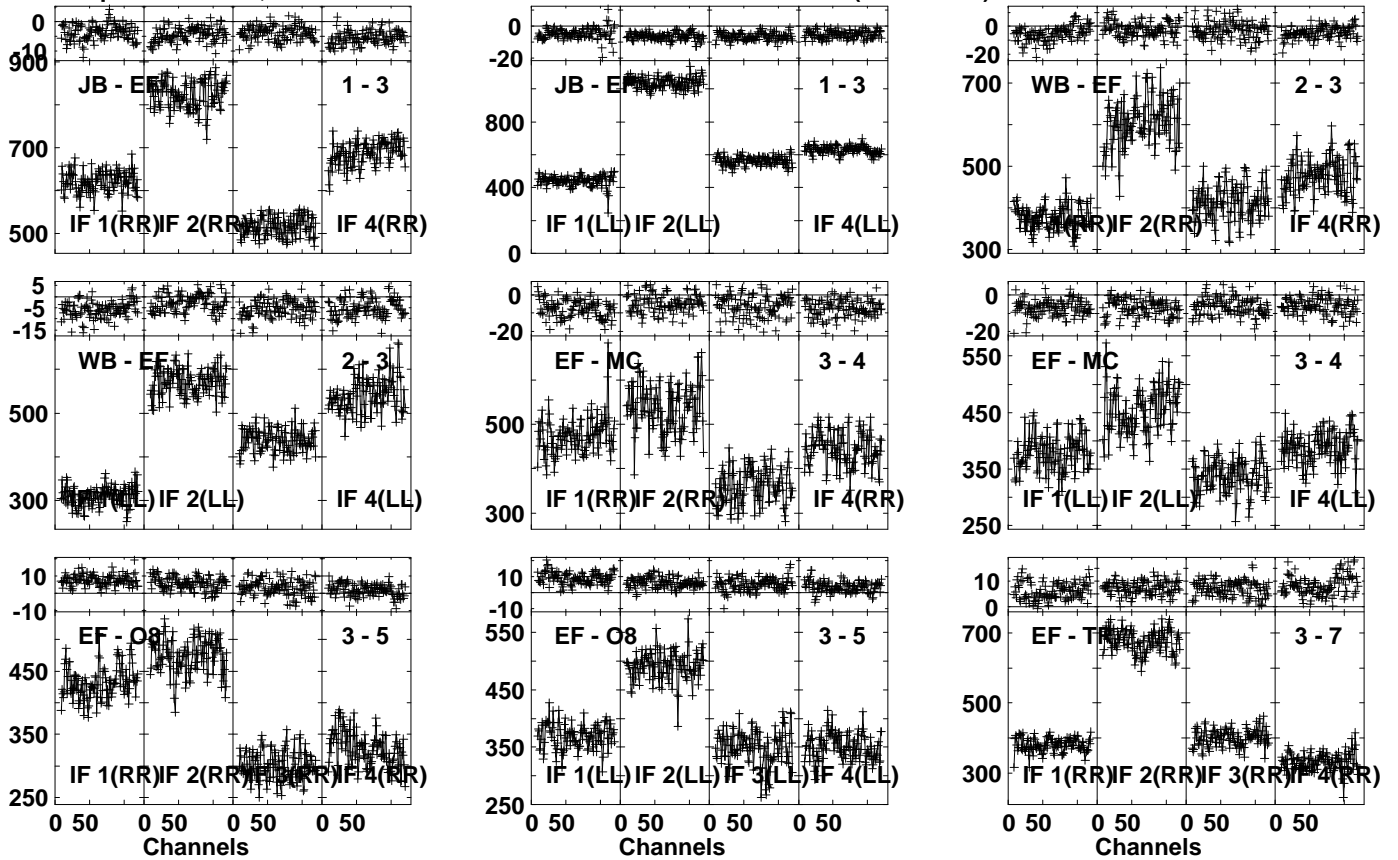 0
-10
900
JB - EF
1 - 3
700
500
IF 1(RR)
IF 2(RR)
IF 4(RR)
0
-20
JB - EF
1 - 3
800
400
0
IF 1(LL)
IF 2(LL)
IF 4(LL)
0
-20
WB - EF
2 - 3
700
500
300
IF 2(RR)
IF 4(RR)
5
-5
-15
WB - EF
2 - 3
500
300
IF 2(LL)
IF 4(LL)
0
-20
EF - MC
3 - 4
500
300
IF 1(RR)
IF 2(RR)
IF 4(RR)
0
-20
EF - MC
3 - 4
550
450
350
250
IF 1(LL)
IF 2(LL)
IF 4(LL)
10
-10
EF - O8
3 - 5
450
250
IF 1(RR)
IF 2(RR)
IF 3(RR)
IF 4(RR)
0 50 0 50 0 50 0 50
Channels
10
-10
EF - O8
3 - 5
550
450
350
250
IF 1(LL)
IF 2(LL)
IF 3(LL)
IF 4(LL)
0 50 0 50 0 50 0 50
Channels
10
0
EF - TR
3 - 7
700
500
300
IF 1(RR)
IF 2(RR)
IF 3(RR)
IF 4(RR)
0 50 0 50 0 50 0 50
Channels